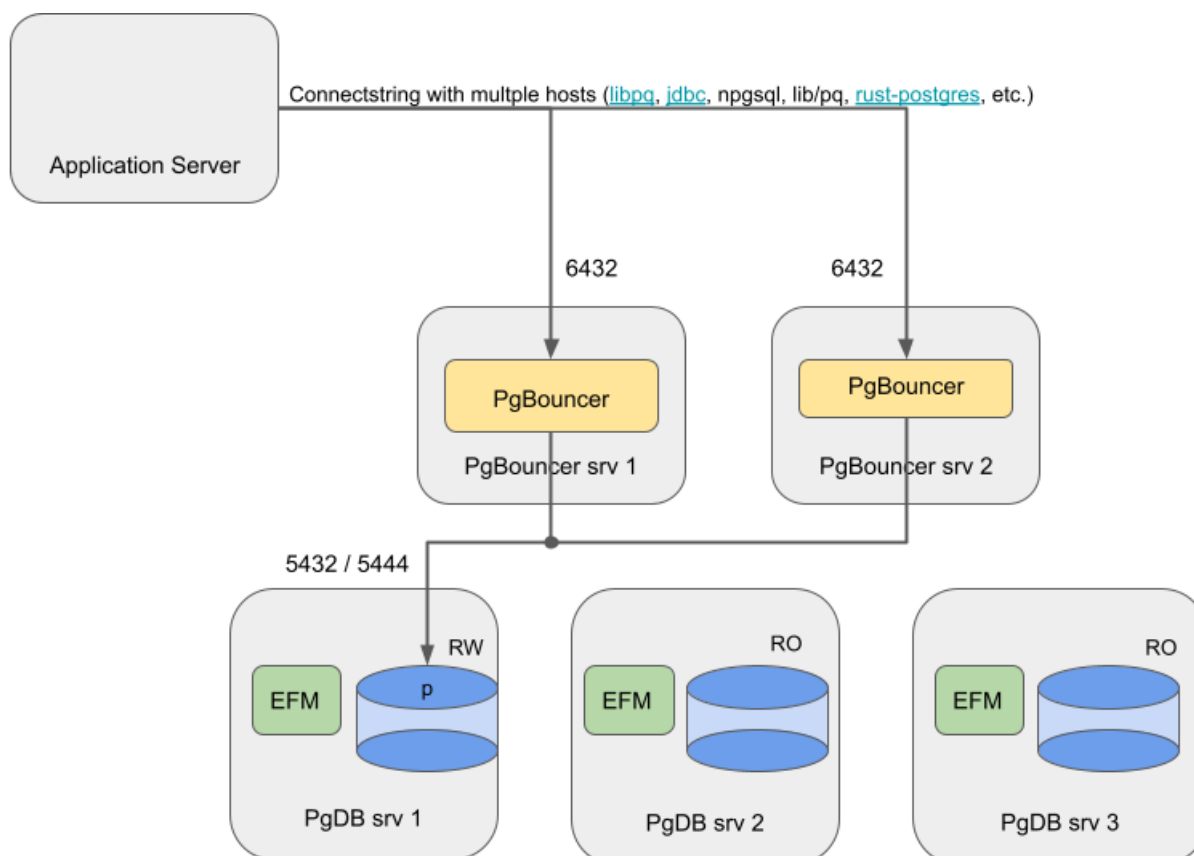 Connectstring with multple hosts (libpq, jdbc, npgsql, lib/pq, rust-postgres, etc.)
Application Server
6432
6432
PgBouncer
PgBouncer
PgBouncer srv 1
PgBouncer srv 2
5432 / 5444
RW
RO
RO
EFM
p
EFM
EFM
PgDB srv 1
PgDB srv 2
PgDB srv 3